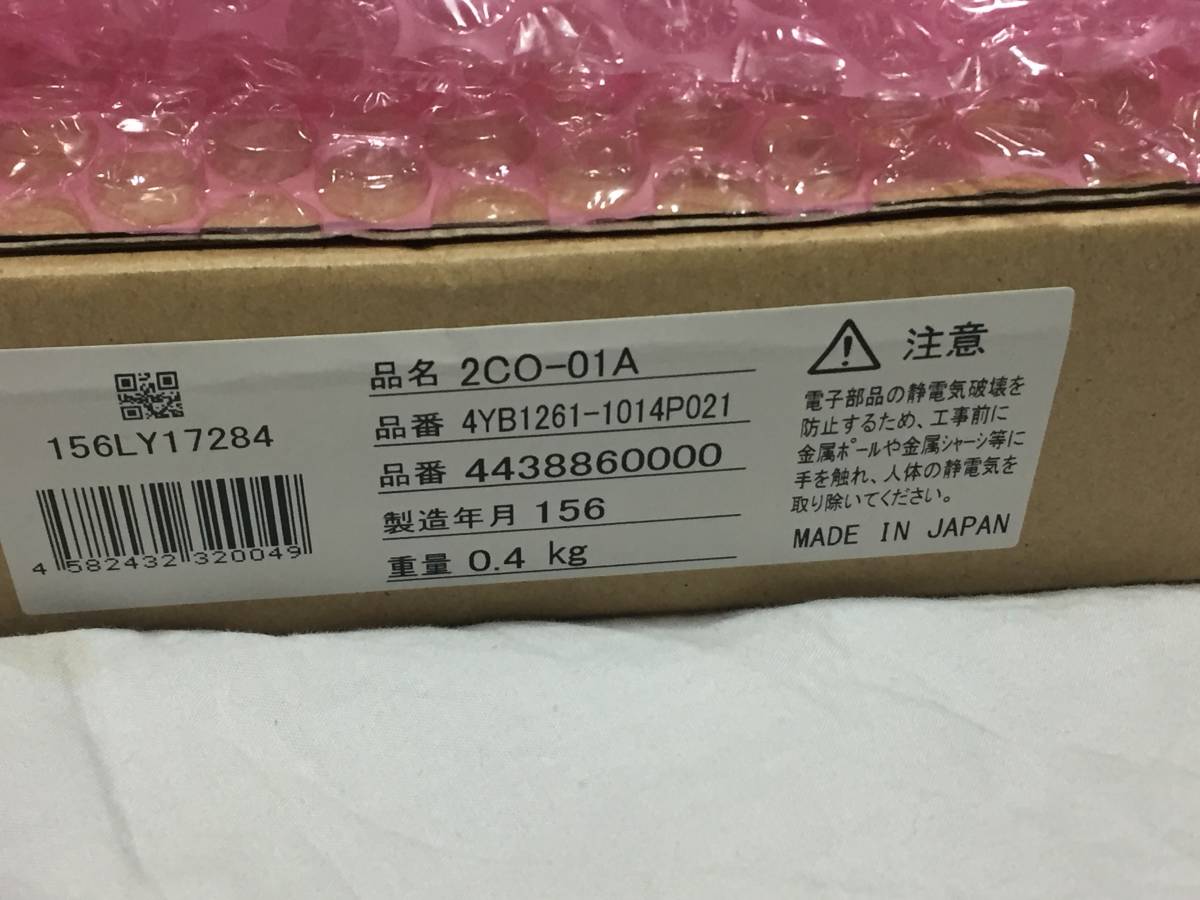 156LY17284
4 582432 320049
品名 2CO-01A
品番 4YB1261-1014P021
品番 4438860000
製造年月 156
重量 0.4 kg
注意
電子部品の静電気破壊を
防止するため、工事前に
金属ポールや金属シャーシ等に
手を触れ、人体の静電気を
取り除いてください。
MADE IN JAPAN